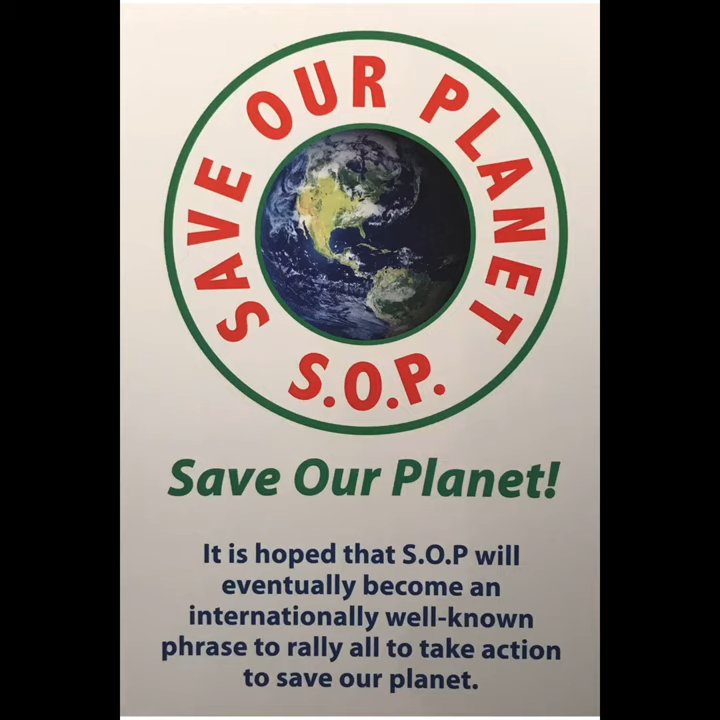 SAVE OUR PLANET
S.O.P.
Save Our Planet!
It is hoped that S.O.P will
eventually become an
internationally well-known
phrase to rally all to take action
to save our planet.